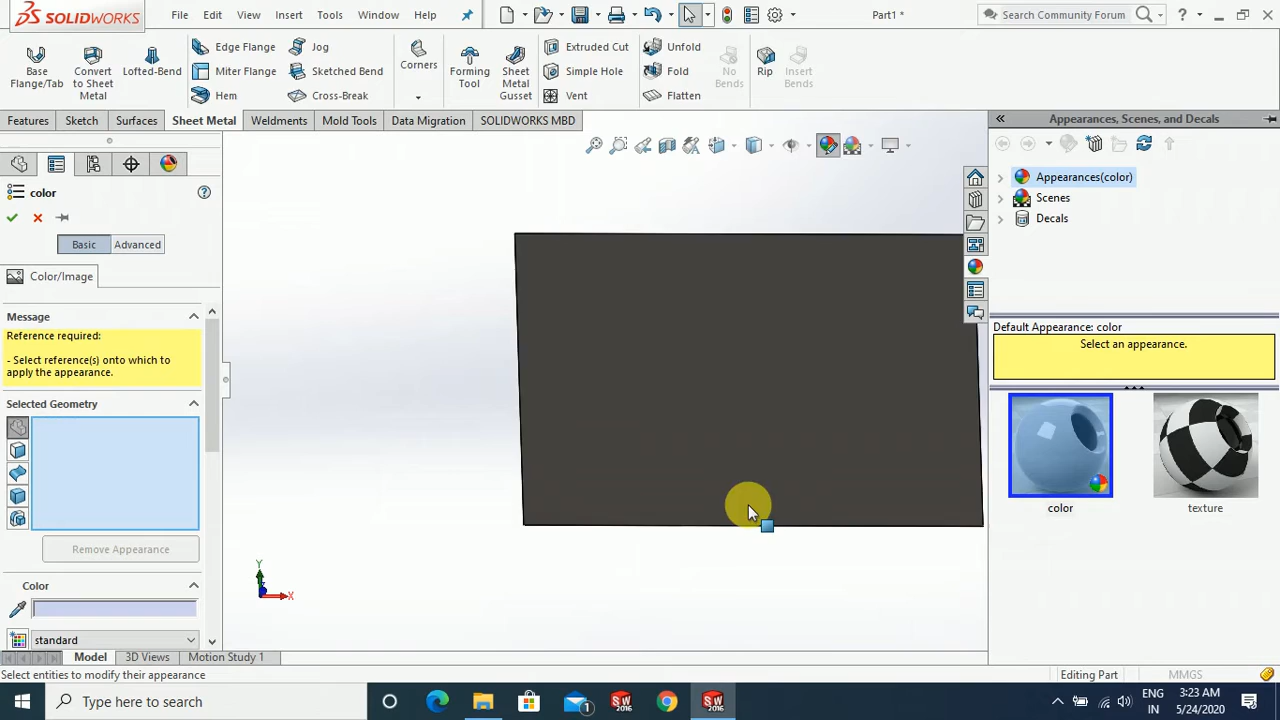 SOLIDWORKS
File Edit View Insert Tools Window Help
Part1 *
Search Community Forum
Base Flange/Tab
Convert to Sheet Metal
Lofted-Bend
Edge Flange
Miter Flange
Hem
Jog
Sketched Bend
Cross-Break
Corners
Forming Tool
Sheet Metal Gusset
Extruded Cut
Simple Hole
Vent
Unfold
Fold
Flatten
No Bends
Rip
Insert Bends
Features Sketch Surfaces Sheet Metal Weldments Mold Tools Data Migration SOLIDWORKS MBD
Appearances, Scenes, and Decals
color
Basic Advanced
Color/Image
Message
Reference required:
- Select reference(s) onto which to
apply the appearance.
Selected Geometry
Remove Appearance
Color
standard
Y
X
Appearances(color)
Scenes
Decals
Default Appearance: color
Select an appearance.
color texture
Model 3D Views Motion Study 1
Select entities to modify their appearance
Editing Part MMGS
Type here to search
1
SW 2016
SW 2016
ENG
IN
3:23 AM
5/24/2020